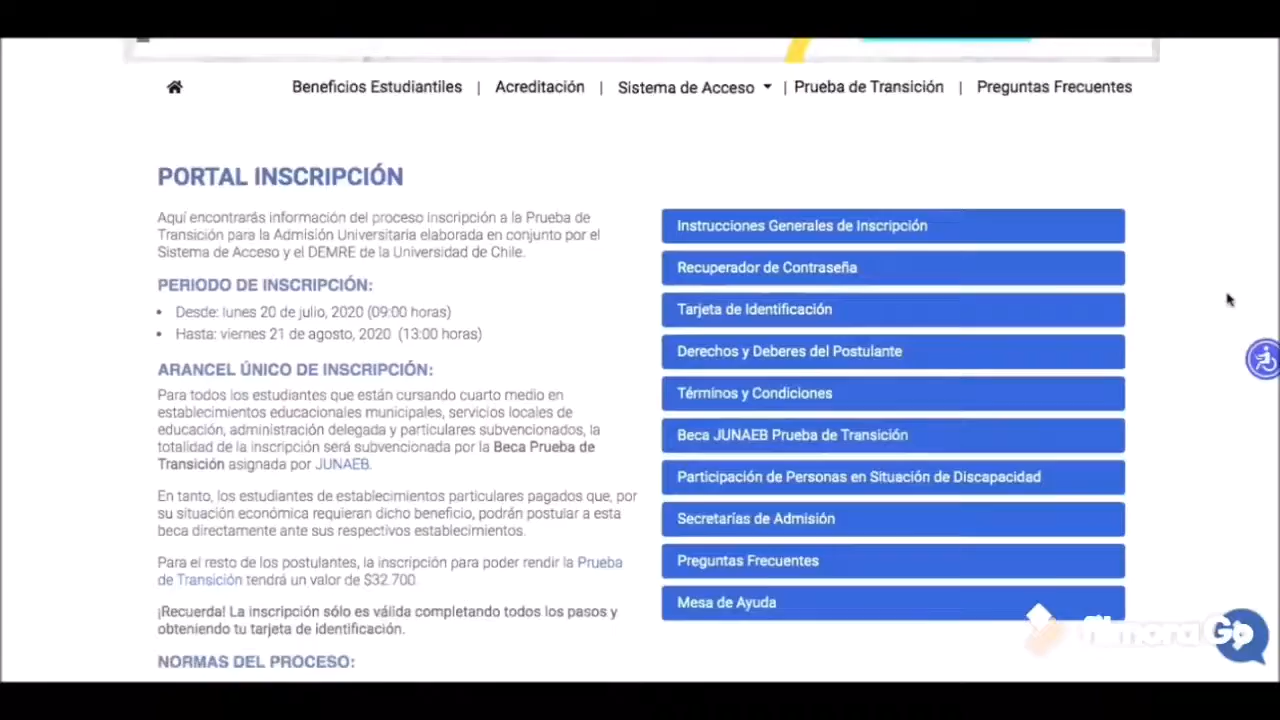 Beneficios Estudiantiles | Acreditación | Sistema de Acceso | Prueba de Transición | Preguntas Frecuentes
PORTAL INSCRIPCIÓN
Aquí encontrarás información del proceso inscripción a la Prueba de
Transición para la Admisión Universitaria elaborada en conjunto por el
Sistema de Acceso y el DEMRE de la Universidad de Chile.
PERIODO DE INSCRIPCIÓN:
• Desde: lunes 20 de julio, 2020 (09:00 horas)
• Hasta: viernes 21 de agosto, 2020 (13:00 horas)
ARANCEL ÚNICO DE INSCRIPCIÓN:
Para todos los estudiantes que están cursando cuarto medio en
establecimientos educacionales municipales, servicios locales de
educación, administración delegada y particulares subvencionados, la
totalidad de la inscripción será subvencionada por la Beca Prueba de
Transición asignada por JUNAEB.
En tanto, los estudiantes de establecimientos particulares pagados que, por
su situación económica requieran dicho beneficio, podrán postular a esta
beca directamente ante sus respectivos establecimientos.
Para el resto de los postulantes, la inscripción para poder rendir la Prueba
de Transición tendrá un valor de $32.700.
¡Recuerda! La inscripción sólo es válida completando todos los pasos y
obteniendo tu tarjeta de identificación.
NORMAS DEL PROCESO:
Instrucciones Generales de Inscripción
Recuperador de Contraseña
Tarjeta de Identificación
Derechos y Deberes del Postulante
Términos y Condiciones
Beca JUNAEB Prueba de Transición
Participación de Personas en Situación de Discapacidad
Secretarías de Admisión
Preguntas Frecuentes
Mesa de Ayuda
filmora Go